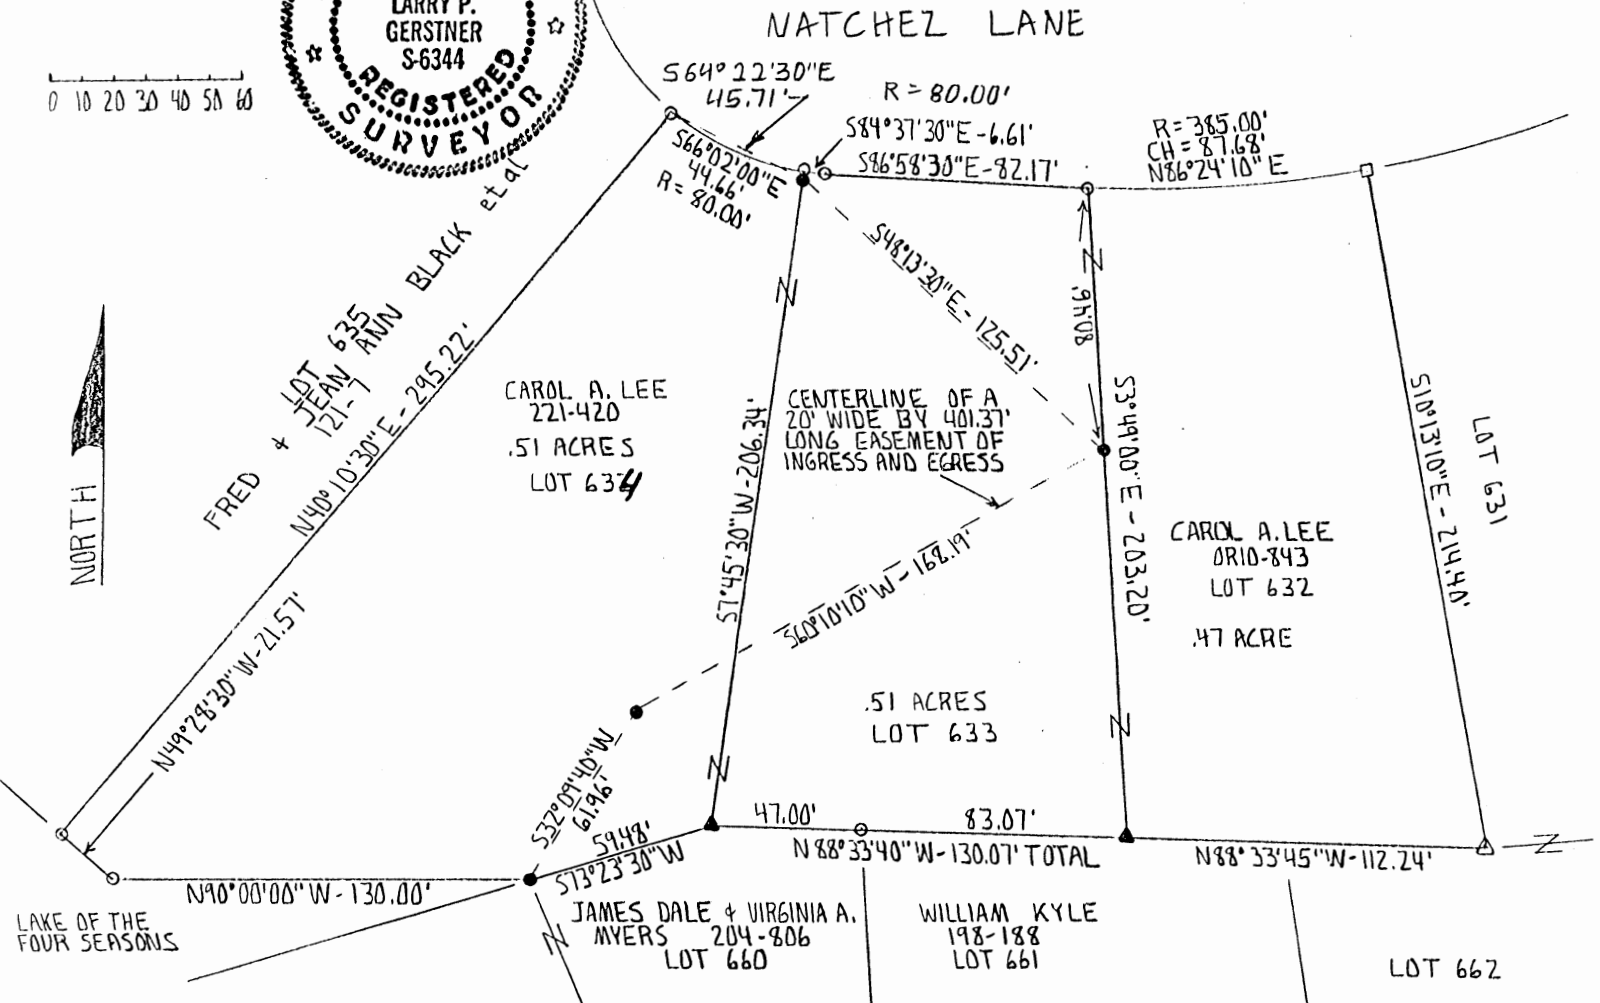 LARRY P.
GERSTNER
S-6344
REGISTERED
SURVEYOR
NATCHEZ LANE
0 10 20 30 40 50 60
S64°22'30"E
45.71'
R = 80.00'
S84°37'30"E-6.61'
S86°58'30"E-82.17'
R=385.00'
CH = 87.68'
N86°24'10"E
S66°02'00"E
44.66'
R = 80.00'
S48°13'30"E - 125.51'
80.46'
LOT 635
FRED & JEAN ANN BLACK et al
121-7
N40°10'30"E - 295.22'
CAROL A. LEE
221-420
.51 ACRES
LOT 634
CENTERLINE OF A
20' WIDE BY 401.37'
LONG EASEMENT OF
INGRESS AND EGRESS
S7°45'30"W-206.34'
S3°49'00"E - 203.20'
S10°13'10"E - 214.40'
LOT 631
NORTH
CAROL A. LEE
OR10-843
LOT 632
.47 ACRE
S60°10'10"W - 168.19'
N49°28'30"W-21.57'
.51 ACRES
LOT 633
S32°09'40"W
61.96'
59.48'
S73°23'30"W
47.00'
83.07'
N88°33'40"W-130.07' TOTAL
N88°33'45"W-112.24'
N90°00'00"W-130.00'
LAKE OF THE
FOUR SEASONS
JAMES DALE & VIRGINIA A.
MYERS 204-806
LOT 660
WILLIAM KYLE
198-188
LOT 661
LOT 662